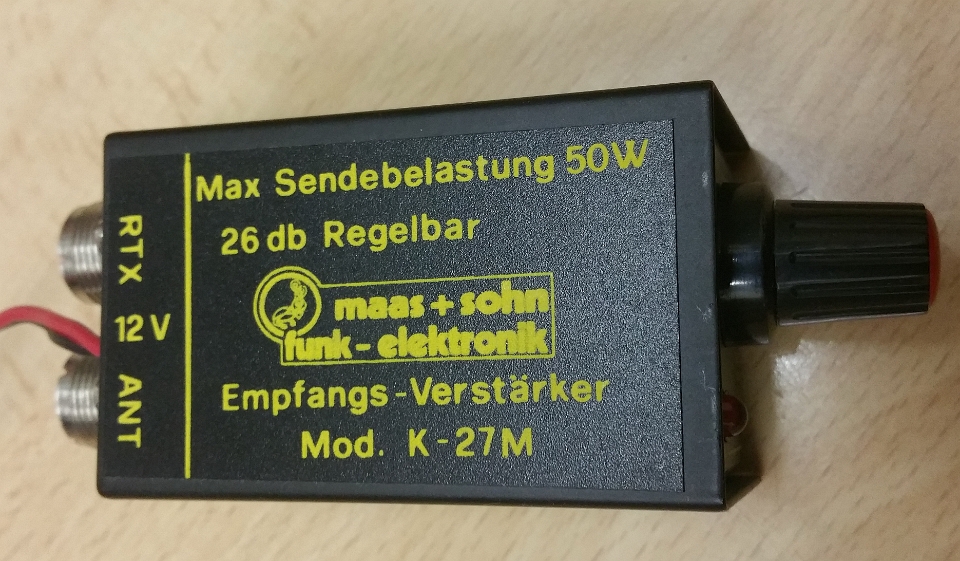 Max Sendebelastung 50W
26 db Regelbar
maas + sohn
funk - elektronik
Empfangs - Verstärker
Mod. K - 27M
RTX
12 V
ANT